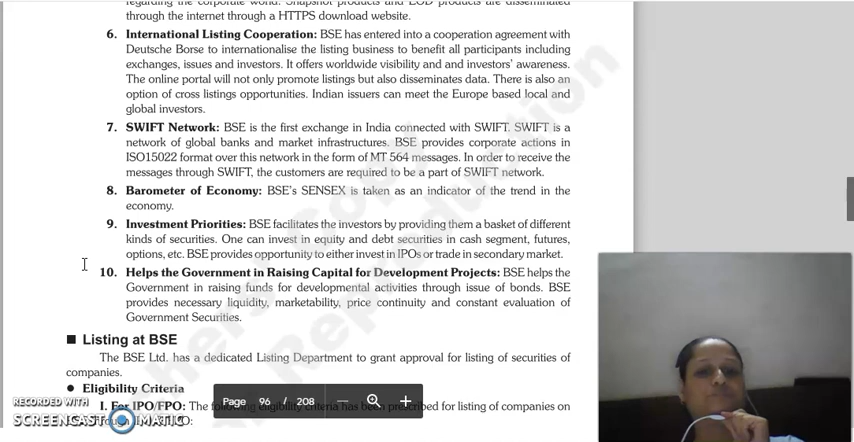 regarding the corporate world. Snapshot products and EOD products are disseminated
through the internet through a HTTPS download website.
6. International Listing Cooperation: BSE has entered into a cooperation agreement with
Deutsche Borse to internationalise the listing business to benefit all participants including
exchanges, issues and investors. It offers worldwide visibility and and investors' awareness.
The online portal will not only promote listings but also disseminates data. There is also an
option of cross listings opportunities. Indian issuers can meet the Europe based local and
global investors.
7. SWIFT Network: BSE is the first exchange in India connected with SWIFT. SWIFT is a
network of global banks and market infrastructures. BSE provides corporate actions in
ISO15022 format over this network in the form of MT 564 messages. In order to receive the
messages through SWIFT, the customers are required to be a part of SWIFT network.
8. Barometer of Economy: BSE's SENSEX is taken as an indicator of the trend in the
economy.
9. Investment Priorities: BSE facilitates the investors by providing them a basket of different
kinds of securities. One can invest in equity and debt securities in cash segment, futures,
options, etc. BSE provides opportunity to either invest in IPOs or trade in secondary market.
10. Helps the Government in Raising Capital for Development Projects: BSE helps the
Government in raising funds for developmental activities through issue of bonds. BSE
provides necessary liquidity, marketability, price continuity and constant evaluation of
Government Securities.
■ Listing at BSE
The BSE Ltd. has a dedicated Listing Department to grant approval for listing of securities of
companies.
● Eligibility Criteria
I. For IPO/FPO: The following eligibility criteria has been prescribed for listing of companies on
Page 96 / 208
RECORDED WITH
SCREENCAST MATIC